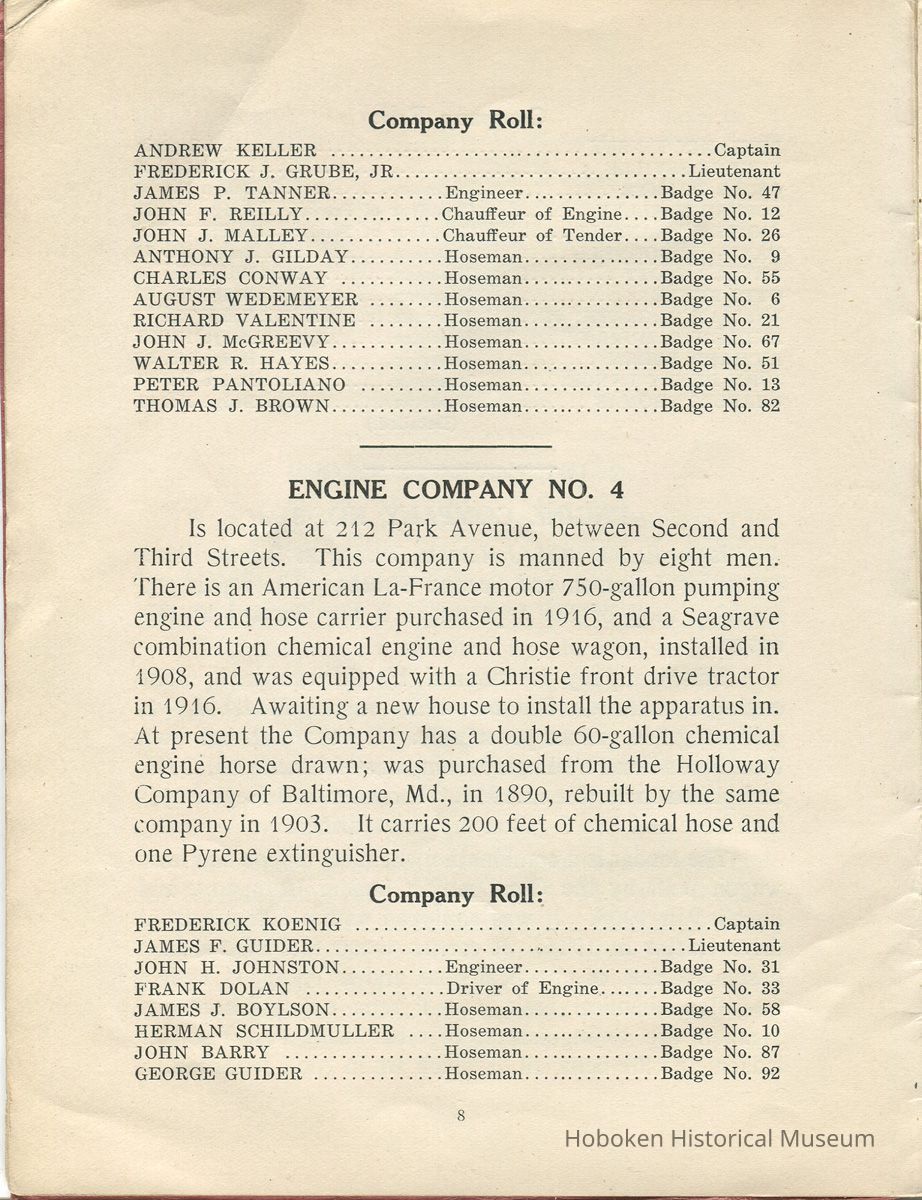 Company Roll:
ANDREW KELLER ........................................Captain
FREDERICK J. GRUBE, JR..............................Lieutenant
JAMES P. TANNER............Engineer..............Badge No. 47
JOHN F. REILLY..............Chauffeur of Engine....Badge No. 12
JOHN J. MALLEY..............Chauffeur of Tender....Badge No. 26
ANTHONY J. GILDAY..........Hoseman..............Badge No. 9
CHARLES CONWAY ...........Hoseman..............Badge No. 55
AUGUST WEDEMEYER ........Hoseman..............Badge No. 6
RICHARD VALENTINE ........Hoseman..............Badge No. 21
JOHN J. McGREEVY............Hoseman..............Badge No. 67
WALTER R. HAYES............Hoseman..............Badge No. 51
PETER PANTOLIANO .........Hoseman..............Badge No. 13
THOMAS J. BROWN............Hoseman..............Badge No. 82
ENGINE COMPANY NO. 4
Is located at 212 Park Avenue, between Second and
Third Streets. This company is manned by eight men.
There is an American La-France motor 750-gallon pumping
engine and hose carrier purchased in 1916, and a Seagrave
combination chemical engine and hose wagon, installed in
1908, and was equipped with a Christie front drive tractor
in 1916. Awaiting a new house to install the apparatus in.
At present the Company has a double 60-gallon chemical
engine horse drawn; was purchased from the Holloway
Company of Baltimore, Md., in 1890, rebuilt by the same
company in 1903. It carries 200 feet of chemical hose and
one Pyrene extinguisher.
Company Roll:
FREDERICK KOENIG ......................................Captain
JAMES F. GUIDER.......................................Lieutenant
JOHN H. JOHNSTON...........Engineer..............Badge No. 31
FRANK DOLAN ...............Driver of Engine.......Badge No. 33
JAMES J. BOYLSON............Hoseman..............Badge No. 58
HERMAN SCHILDMULLER ....Hoseman..............Badge No. 10
JOHN BARRY .................Hoseman..............Badge No. 87
GEORGE GUIDER ..............Hoseman..............Badge No. 92
8
Hoboken Historical Museum